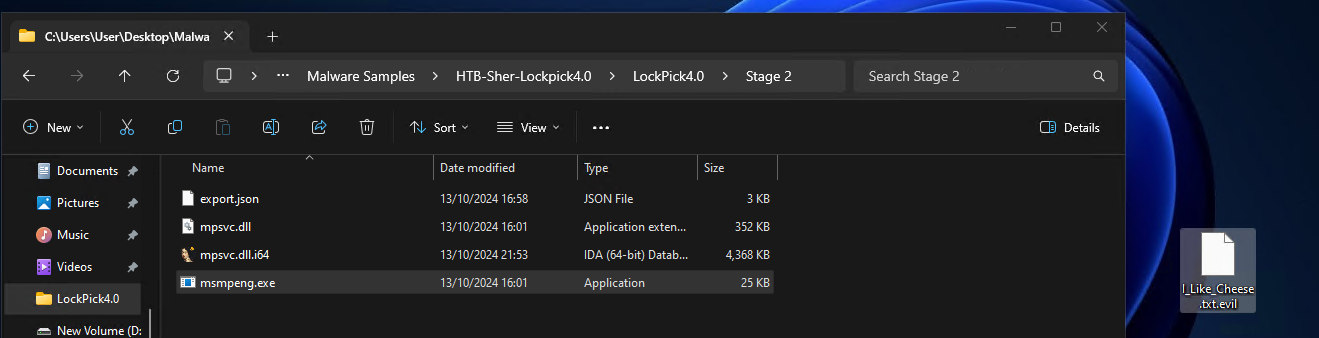 C:\Users\User\Desktop\Malwa
Malware Samples > HTB-Sher-Lockpick4.0 > LockPick4.0 > Stage 2
Search Stage 2
New
Sort
View
Details
Documents
Pictures
Music
Videos
LockPick4.0
New Volume (D:
Name Date modified Type Size
export.json 13/10/2024 16:58 JSON File 3 KB
mpsvc.dll 13/10/2024 16:01 Application exten... 352 KB
mpsvc.dll.i64 13/10/2024 21:53 IDA (64-bit) Datab... 4,368 KB
msmpeng.exe 13/10/2024 16:01 Application 25 KB
I_Like_Cheese
.txt.evil